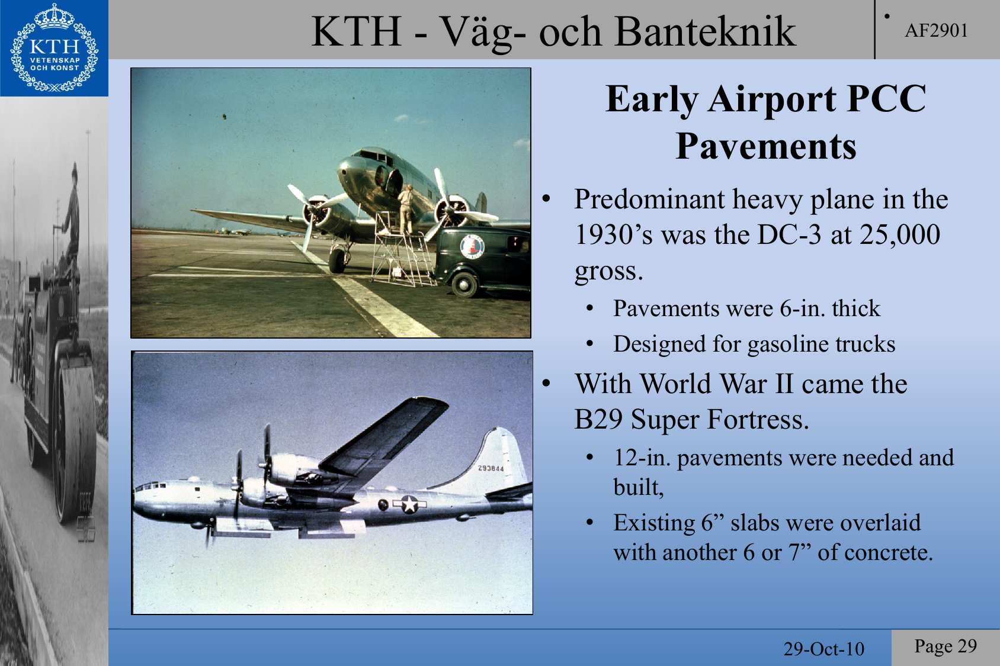 KTH
VETENSKAP
OCH KONST
KTH - Väg- och Banteknik
•
AF2901
Early Airport PCC
Pavements
• Predominant heavy plane in the
1930’s was the DC-3 at 25,000
gross.
• Pavements were 6-in. thick
• Designed for gasoline trucks
• With World War II came the
B29 Super Fortress.
• 12-in. pavements were needed and
built,
• Existing 6” slabs were overlaid
with another 6 or 7” of concrete.
293844
29-Oct-10
Page 29